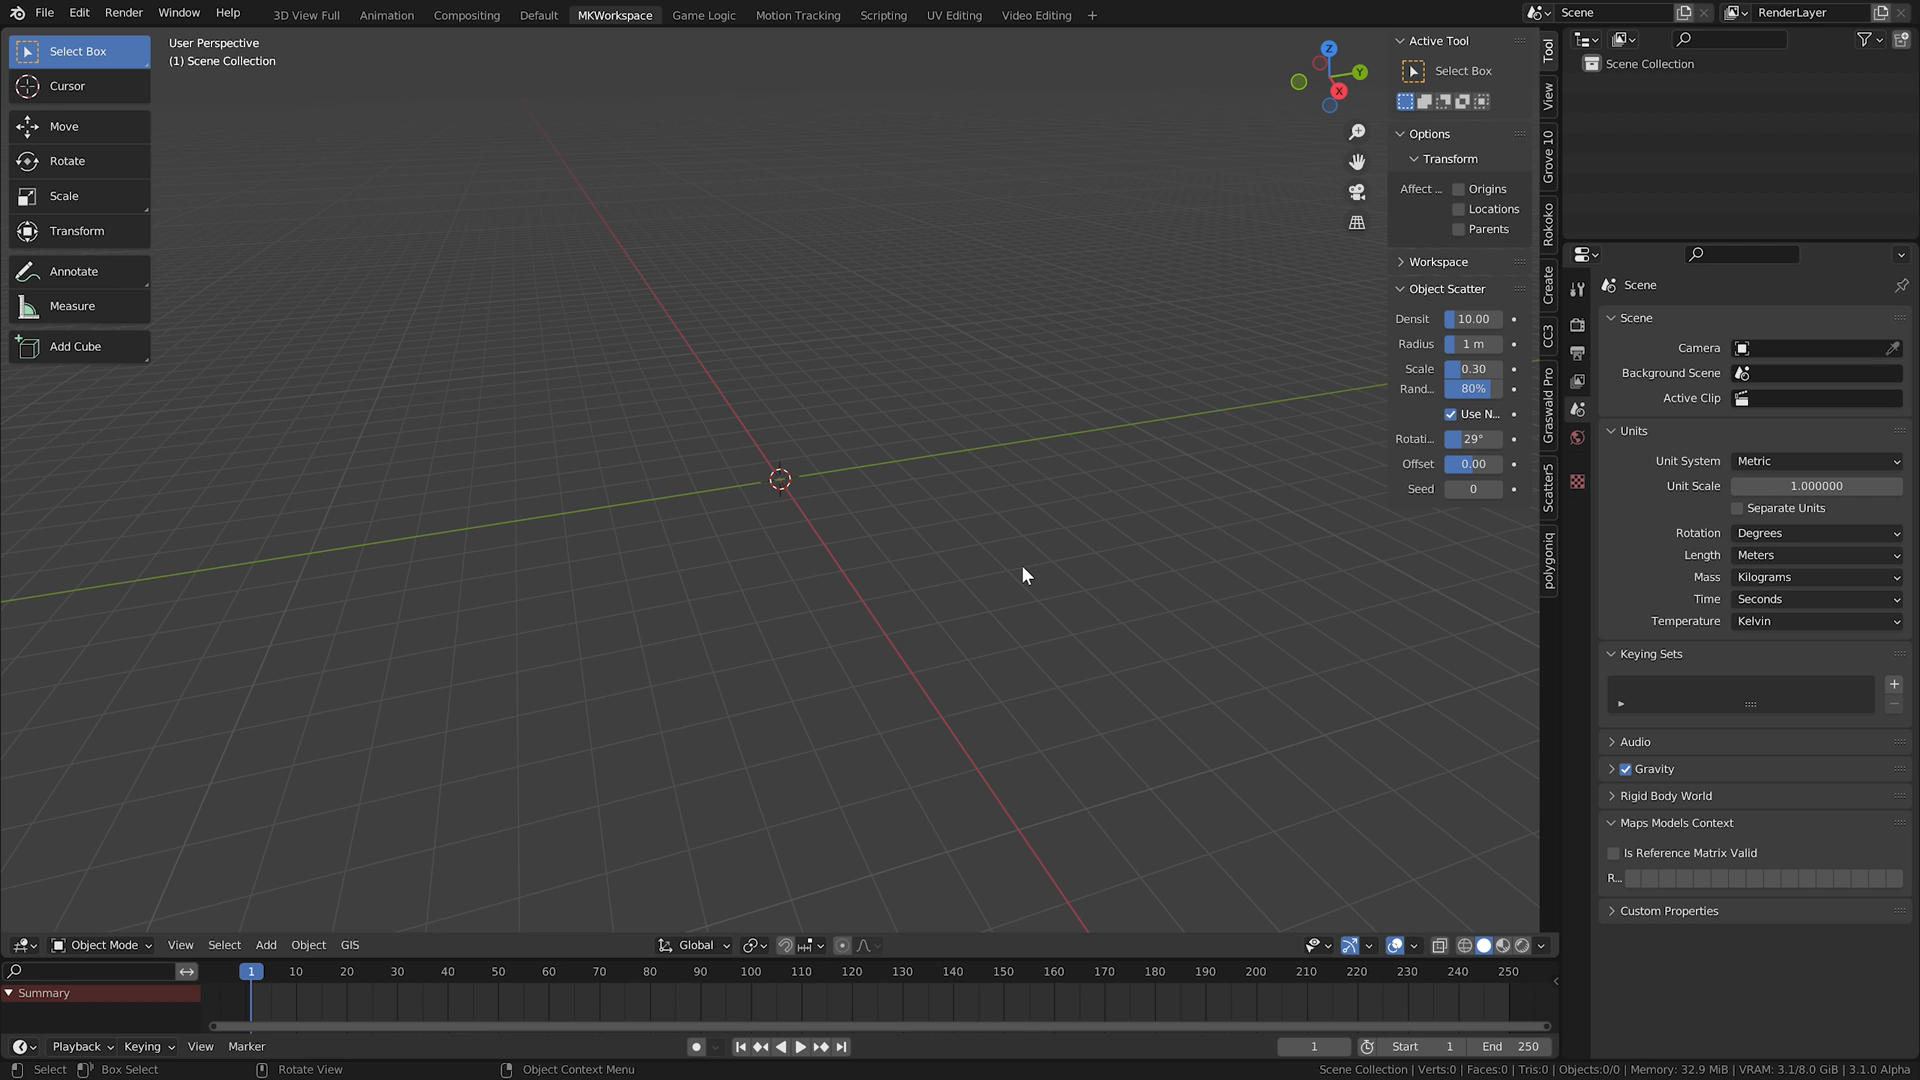 File Edit Render Window Help
3D View Full Animation Compositing Default MKWorkspace Game Logic Motion Tracking Scripting UV Editing Video Editing +
Scene
RenderLayer
Select Box
Cursor
Move
Rotate
Scale
Transform
Annotate
Measure
Add Cube
User Perspective
(1) Scene Collection
Z
Y
X
Active Tool
Select Box
Options
Transform
Affect ...
Origins
Locations
Parents
Workspace
Object Scatter
Densit 10.00
Radius 1 m
Scale 0.30
Rand... 80%
Use N...
Rotati... 29°
Offset 0.00
Seed 0
Tool
View
Grove 10
Rokoko
Create
CC3
Graswald Pro
Scatter5
polygoniq
Scene Collection
Scene
Scene
Camera
Background Scene
Active Clip
Units
Unit System Metric
Unit Scale 1.000000
Separate Units
Rotation Degrees
Length Meters
Mass Kilograms
Time Seconds
Temperature Kelvin
Keying Sets
Audio
Gravity
Rigid Body World
Maps Models Context
Is Reference Matrix Valid
R...
Custom Properties
Object Mode View Select Add Object GIS
Global
1 10 20 30 40 50 60 70 80 90 100 110 120 130 140 150 160 170 180 190 200 210 220 230 240 250
Summary
Playback Keying View Marker
1 Start 1 End 250
Select Box Select Rotate View Object Context Menu
Scene Collection | Verts:0 | Faces:0 | Tris:0 | Objects:0/0 | Memory: 32.9 MiB | VRAM: 3.1/8.0 GiB | 3.1.0 Alpha